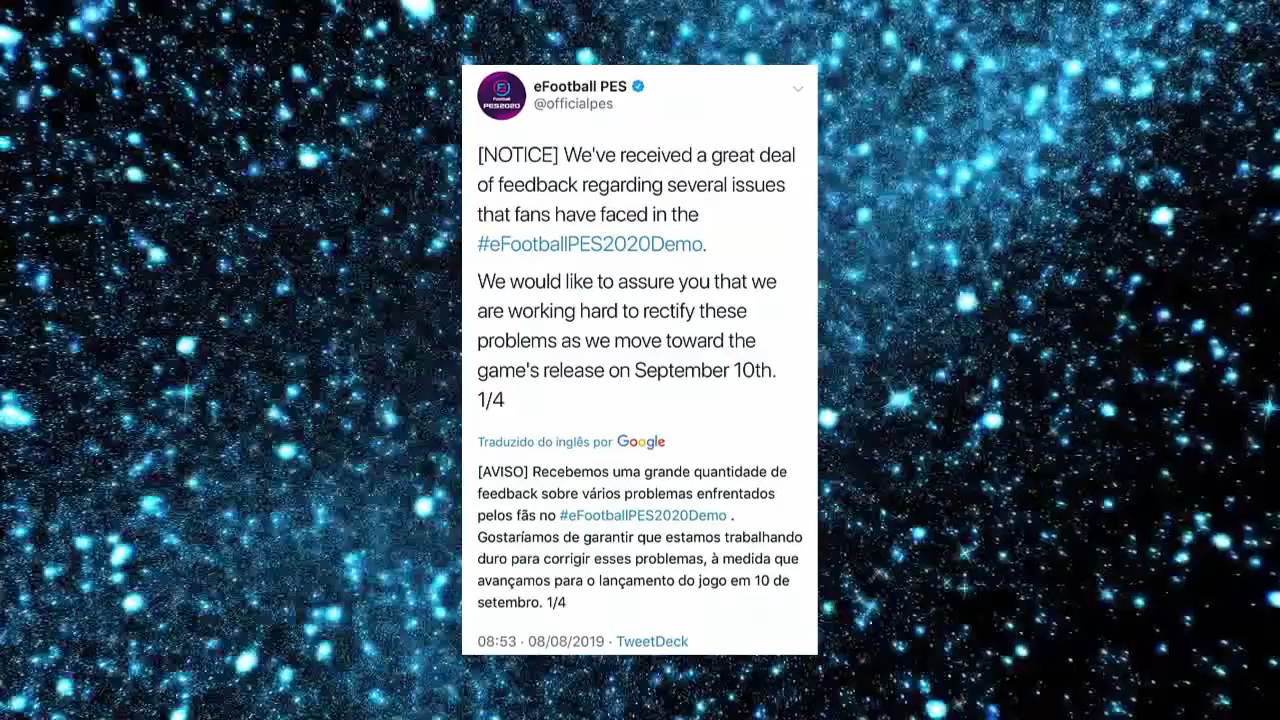 eFootball PES
@officialpes
Football
PES2020
[NOTICE] We've received a great deal
of feedback regarding several issues
that fans have faced in the
#eFootballPES2020Demo.
We would like to assure you that we
are working hard to rectify these
problems as we move toward the
game's release on September 10th.
1/4
Traduzido do inglês por Google
[AVISO] Recebemos uma grande quantidade de
feedback sobre vários problemas enfrentados
pelos fãs no #eFootballPES2020Demo .
Gostaríamos de garantir que estamos trabalhando
duro para corrigir esses problemas, à medida que
avançamos para o lançamento do jogo em 10 de
setembro. 1/4
08:53 · 08/08/2019 · TweetDeck